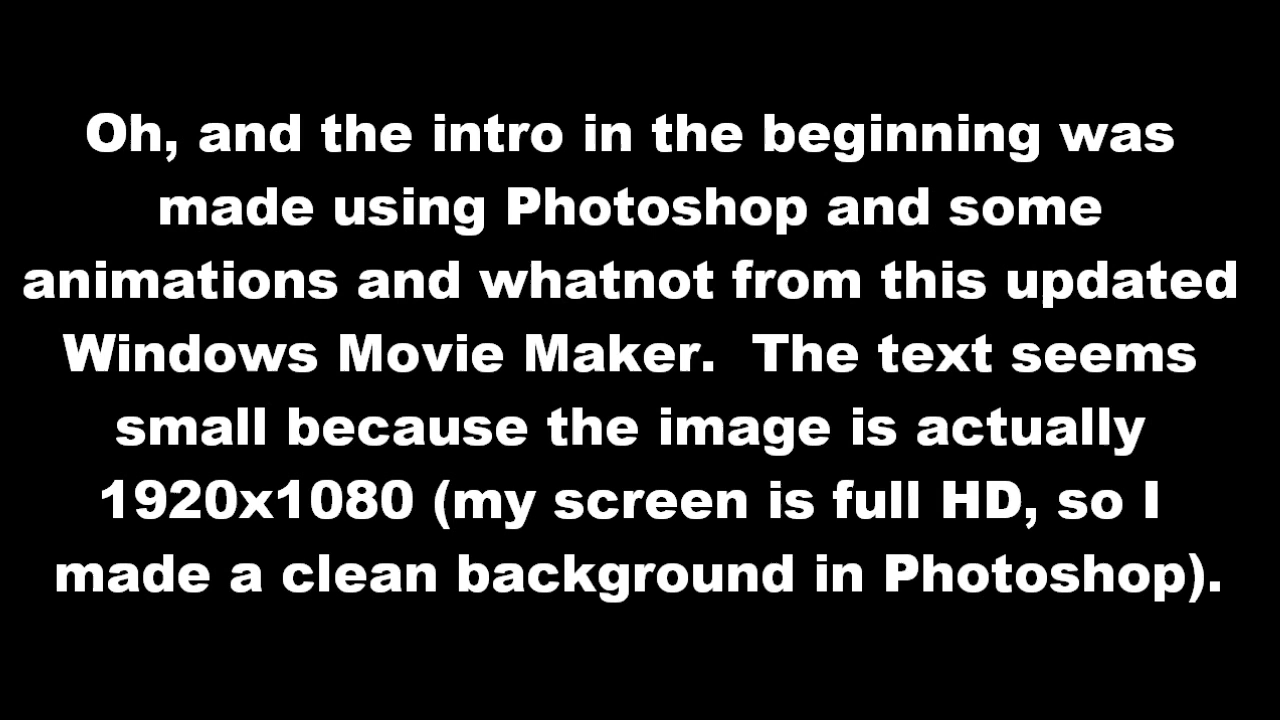 Oh, and the intro in the beginning was
made using Photoshop and some
animations and whatnot from this updated
Windows Movie Maker.  The text seems
small because the image is actually
1920x1080 (my screen is full HD, so I
made a clean background in Photoshop).